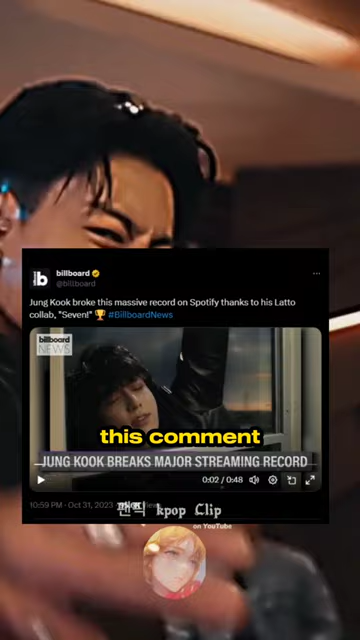 billboard
@billboard
Jung Kook broke this massive record on Spotify thanks to his Latto
collab, "Seven!" 🏆 #BillboardNews
billboard
NEWS
this comment
JUNG KOOK BREAKS MAJOR STREAMING RECORD
0:02 / 0:48
10:59 PM · Oct 31, 2023
kpop Clip
on YouTube